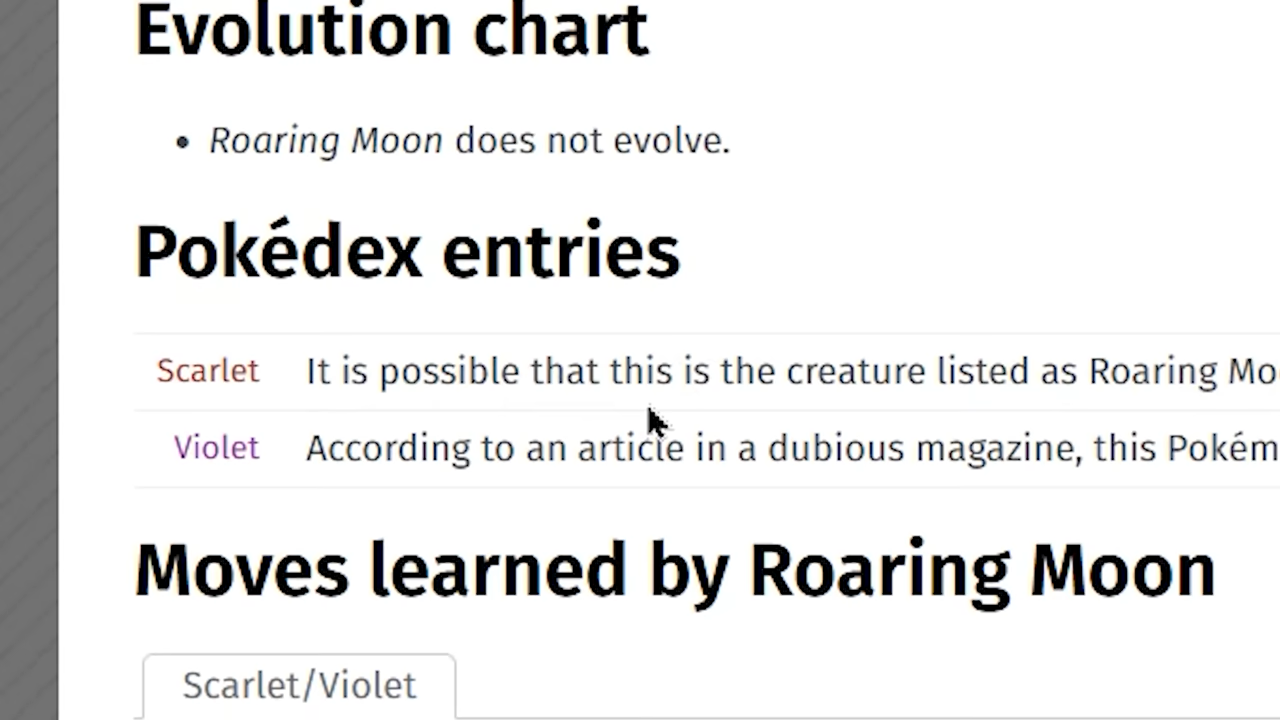 Evolution chart
Roaring Moon does not evolve.
Pokédex entries
Scarlet It is possible that this is the creature listed as Roaring
Violet According to an article in a dubious magazine, this
Moves learned by Roaring Moon
Scarlet/Violet